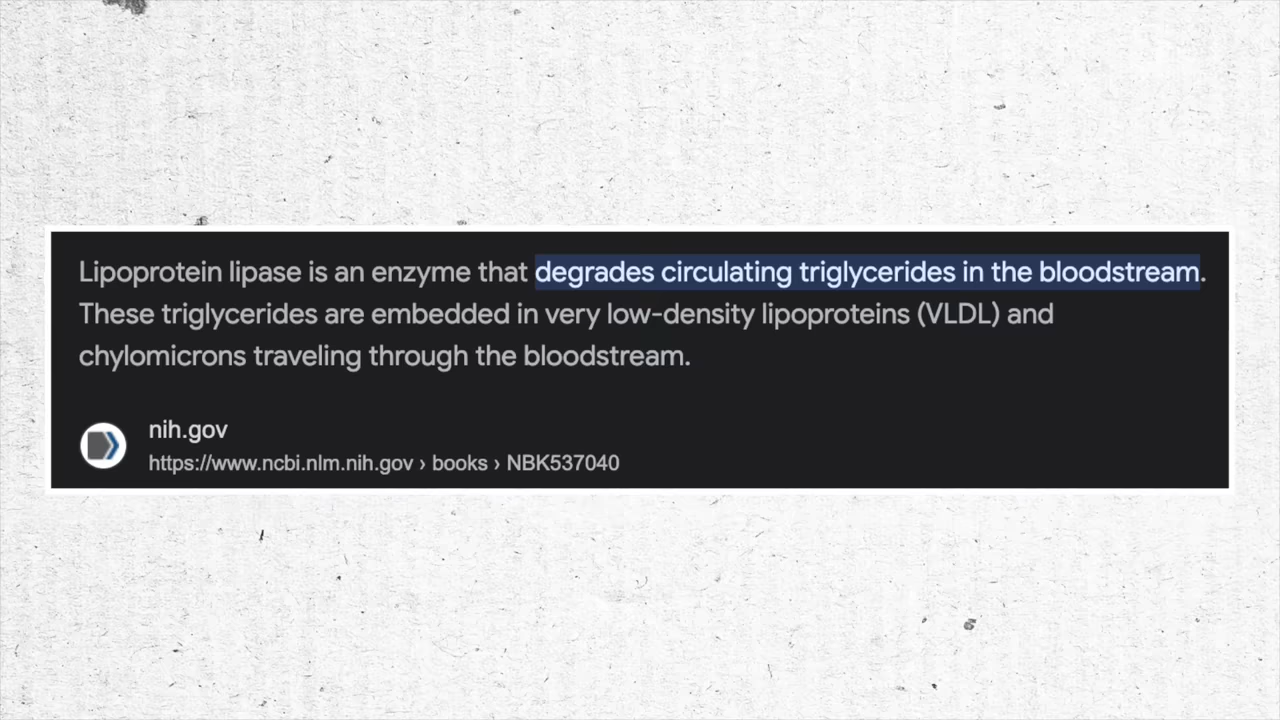 Lipoprotein lipase is an enzyme that degrades circulating triglycerides in the bloodstream.
These triglycerides are embedded in very low-density lipoproteins (VLDL) and
chylomicrons traveling through the bloodstream.
nih.gov
https://www.ncbi.nlm.nih.gov › books › NBK537040